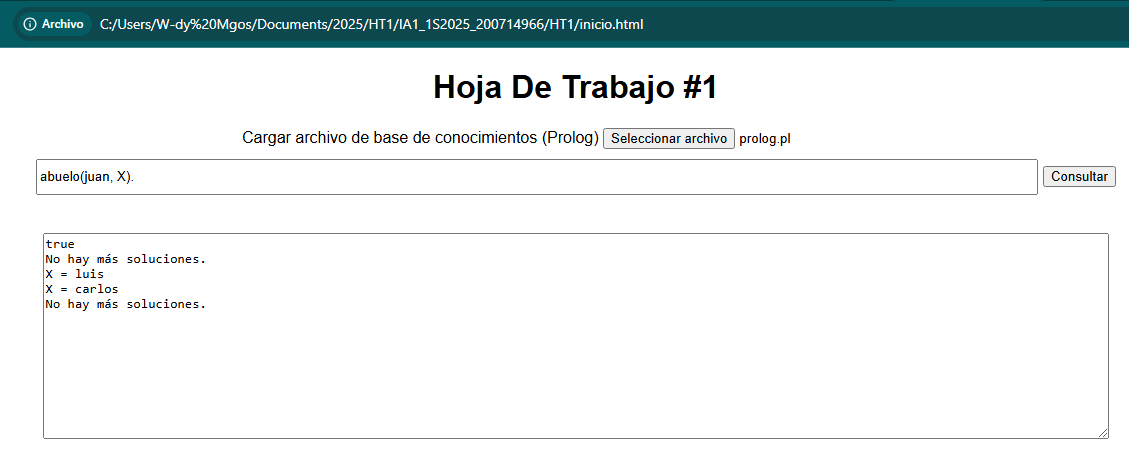 Archivo C:/Users/W-dy%20Mgos/Documents/2025/HT1/IA1_1S2025_200714966/HT1/inicio.html
Hoja De Trabajo #1
Cargar archivo de base de conocimientos (Prolog) Seleccionar archivo prolog.pl
abuelo(juan, X). Consultar
true
No hay más soluciones.
X = luis
X = carlos
No hay más soluciones.